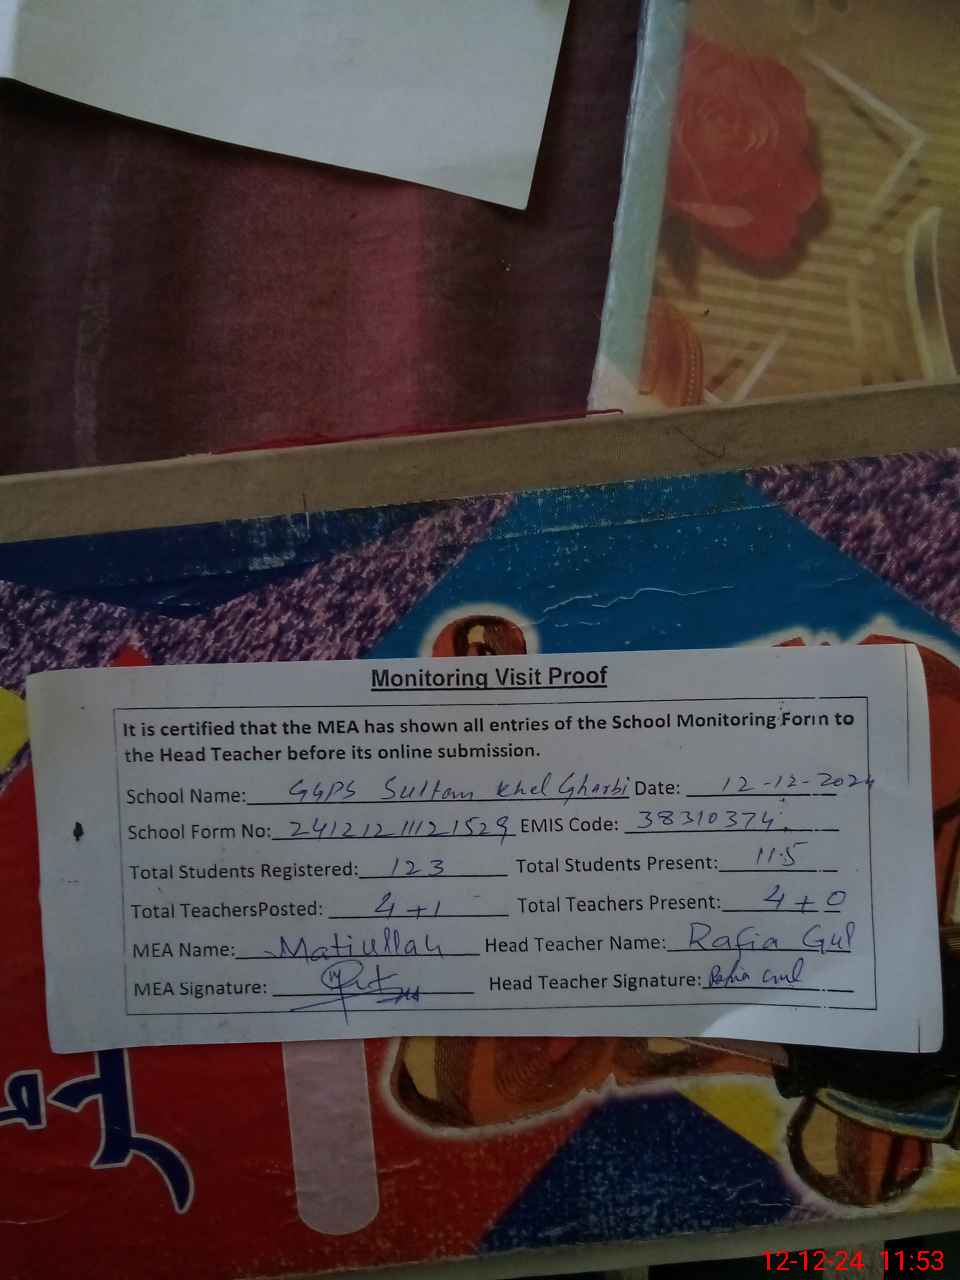 Monitoring Visit Proof
It is certified that the MEA has shown all entries of the School Monitoring Form to
the Head Teacher before its online submission.
School Name: GGPS Sultan Khel Gharbi Date: 12-12-2024
School Form No: 24121211121529 EMIS Code: 38310374
Total Students Registered: 123 Total Students Present: 115
Total TeachersPosted: 4+1 Total Teachers Present: 4+0
MEA Name: Matiullah Head Teacher Name: Rafia Gul
MEA Signature: Head Teacher Signature: Rafia Gul
12-12-24 11:53